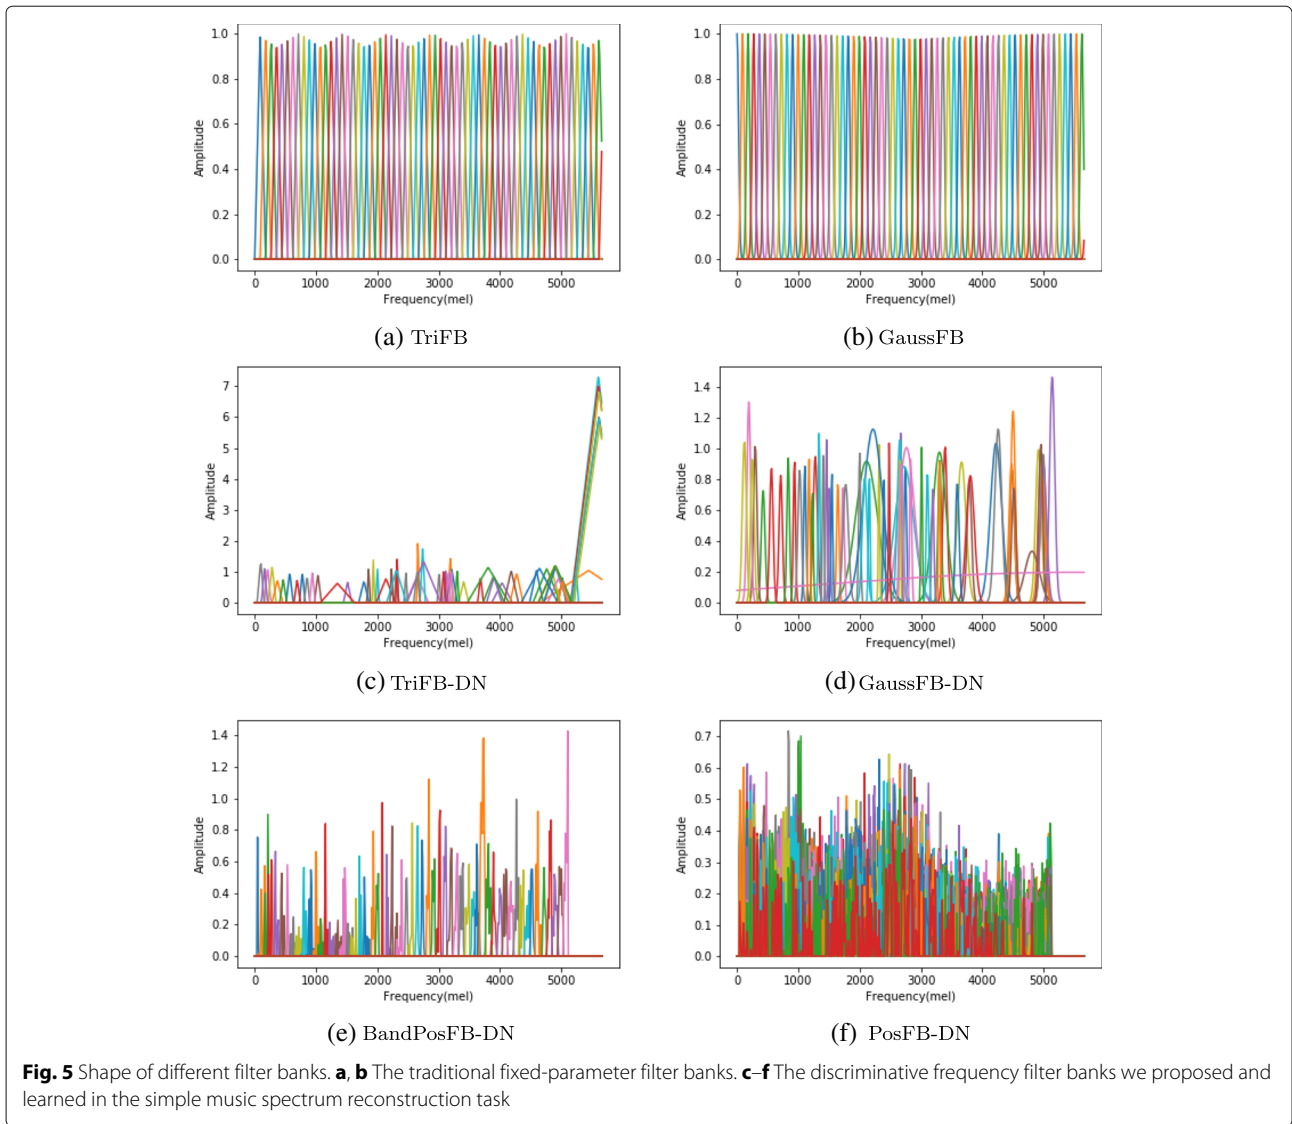 1.0
0.8
0.6
0.4
0.2
0.0
Amplitude
0 1000 2000 3000 4000 5000
Frequency(mel)
(a) TriFB
1.0
0.8
0.6
0.4
0.2
0.0
Amplitude
0 1000 2000 3000 4000 5000
Frequency(mel)
(b) GaussFB
7
6
5
4
3
2
1
0
Amplitude
0 1000 2000 3000 4000 5000
Frequency(mel)
(c) TriFB-DN
1.4
1.2
1.0
0.8
0.6
0.4
0.2
0.0
Amplitude
0 1000 2000 3000 4000 5000
Frequency(mel)
(d) GaussFB-DN
1.4
1.2
1.0
0.8
0.6
0.4
0.2
0.0
Amplitude
0 1000 2000 3000 4000 5000
Frequency(mel)
(e) BandPosFB-DN
0.7
0.6
0.5
0.4
0.3
0.2
0.1
0.0
Amplitude
0 1000 2000 3000 4000 5000
Frequency(mel)
(f) PosFB-DN
Fig. 5 Shape of different filter banks. a, b The traditional fixed-parameter filter banks. c–f The discriminative frequency filter banks we proposed and
learned in the simple music spectrum reconstruction task